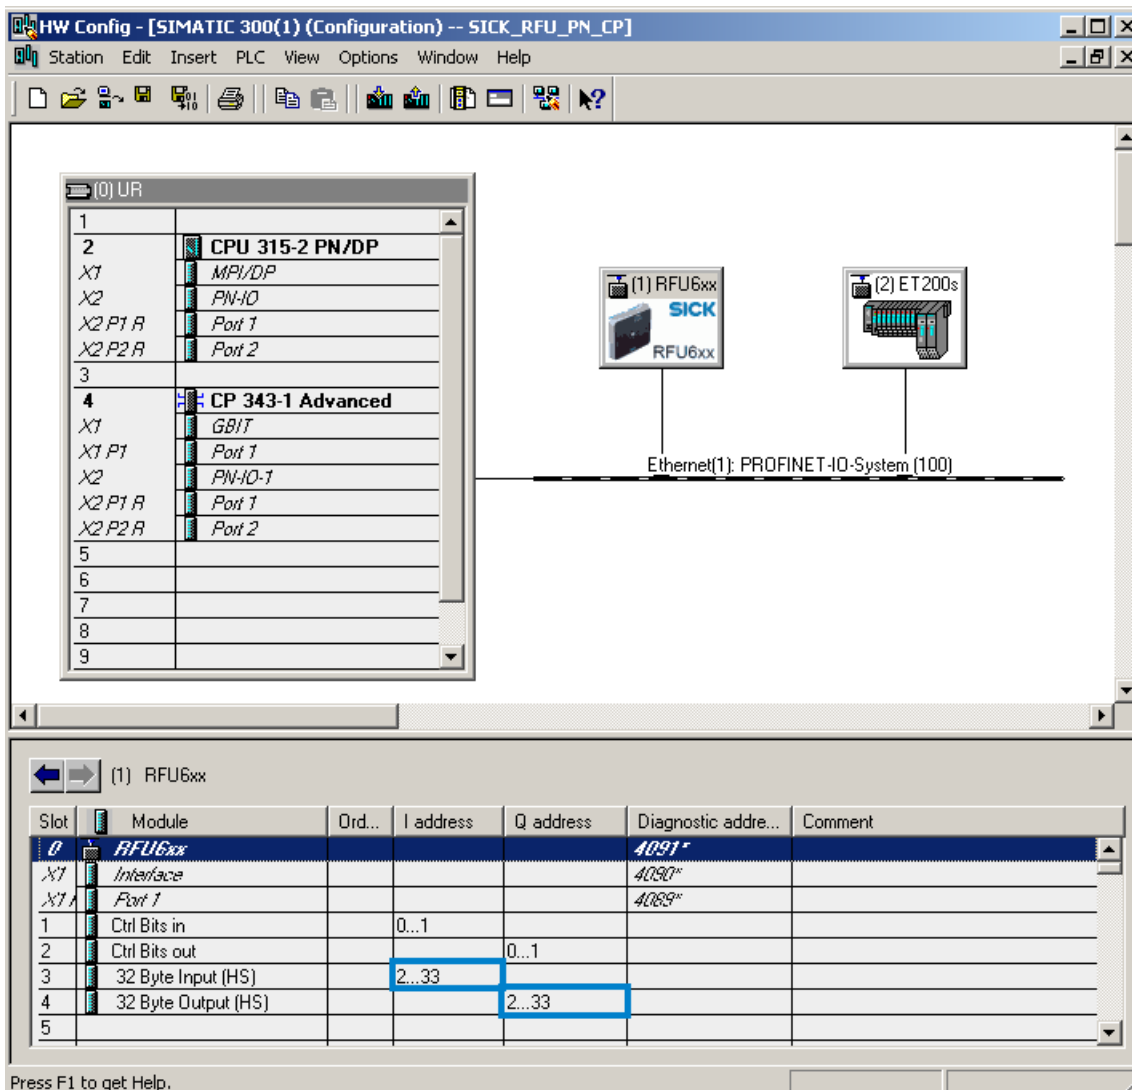 HW Config - [SIMATIC 300(1) (Configuration) -- SICK_RFU_PN_CP]
Station Edit Insert PLC View Options Window Help
(0) UR
1
2 CPU 315-2 PN/DP
X1 MPI/DP
X2 PN-IO
X2 P1 R Port 1
X2 P2 R Port 2
3
4 CP 343-1 Advanced
X1 GBIT
X1 P1 Port 1
X2 PN-IO-1
X2 P1 R Port 1
X2 P2 R Port 2
5
6
7
8
9
(1) RFU6xx
SICK
RFU6xx
(2) ET200s
Ethernet(1): PROFINET-IO-System (100)
(1) RFU6xx
Slot Module Ord... I address Q address Diagnostic addre... Comment
0 RFU6xx 4091*
X1 Interface 4090*
X1 Port 1 4089*
1 Ctrl Bits in 0...1
2 Ctrl Bits out 0...1
3 32 Byte Input (HS) 2...33
4 32 Byte Output (HS) 2...33
5
Press F1 to get Help.